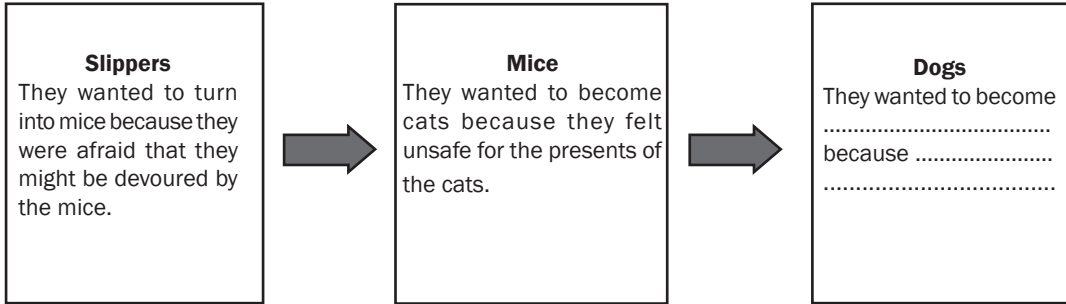 Slippers
They wanted to turn
into mice because they
were afraid that they
might be devoured by
the mice.
Mice
They wanted to become
cats because they felt
unsafe for the presents of
the cats.
Dogs
They wanted to become
......................................
because .......................
.......................................